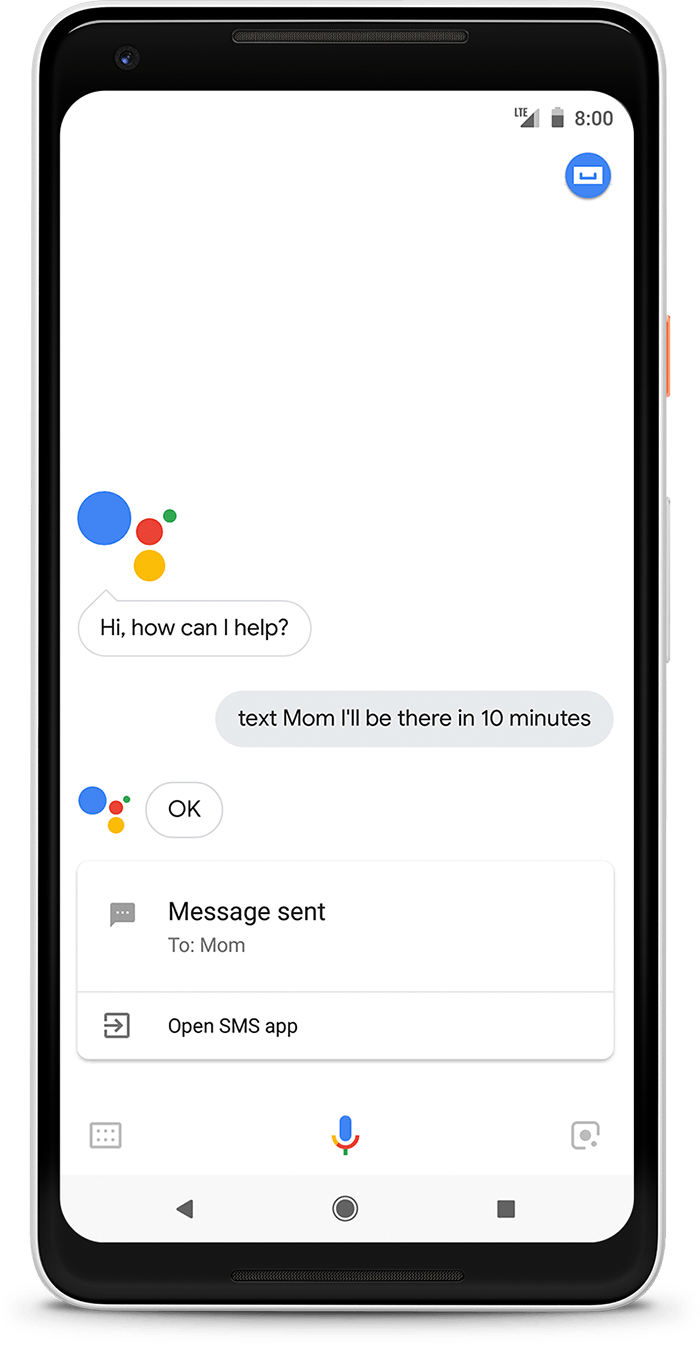 LTE 8:00
Hi, how can I help?
text Mom I'll be there in 10 minutes
OK
Message sent
To: Mom
Open SMS app